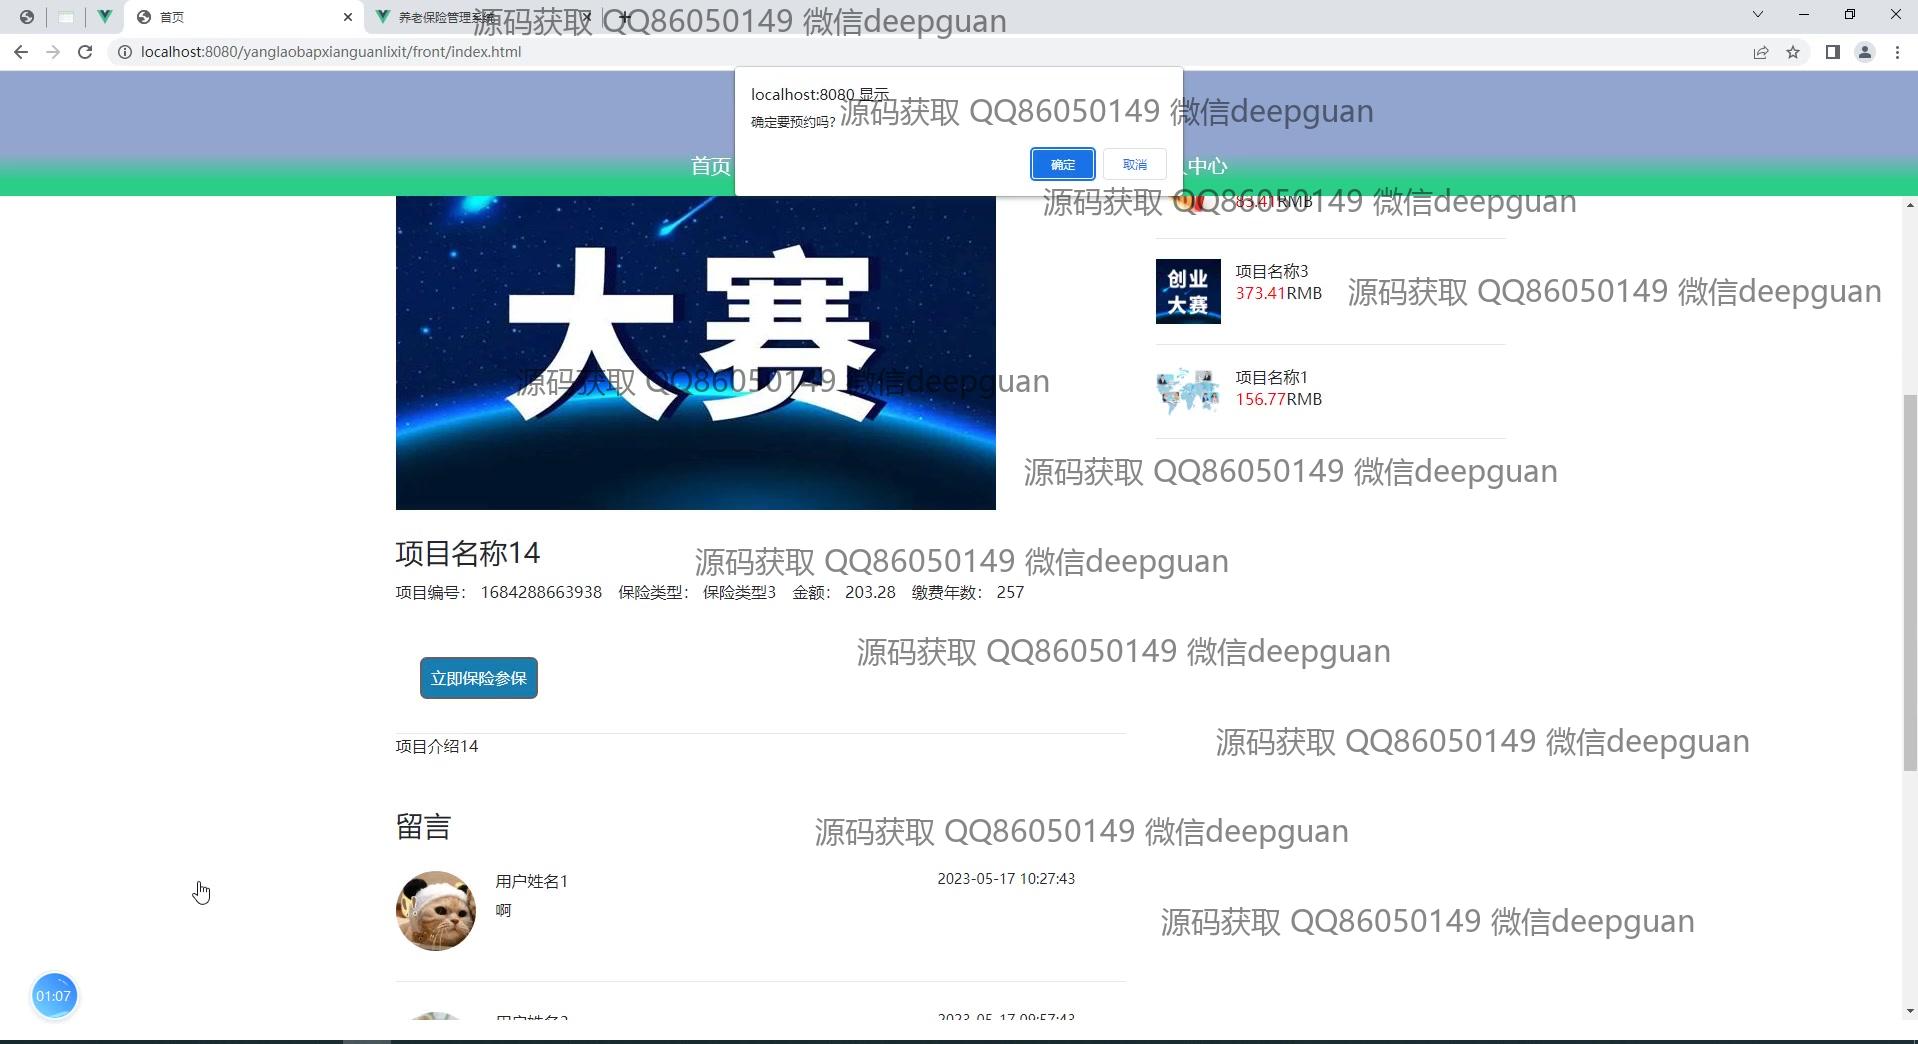 首页
养老保险管理系统
源码获取 QQ86050149 微信deepguan
localhost:8080/yanglaobapxianguanlixit/front/index.html
localhost:8080 显示
源码获取 QQ86050149 微信deepguan
确定要预约吗?
确定
取消
首页
中心
源码获取 QQ86050149 微信deepguan
83.41RMB
大赛
创业
大赛
项目名称3
373.41RMB
源码获取 QQ86050149 微信deepguan
项目名称1
156.77RMB
源码获取 QQ86050149 微信deepguan
源码获取 QQ86050149 微信deepguan
项目名称14
源码获取 QQ86050149 微信deepguan
项目编号： 1684288663938 保险类型： 保险类型3 金额： 203.28 缴费年数： 257
源码获取 QQ86050149 微信deepguan
立即保险参保
源码获取 QQ86050149 微信deepguan
项目介绍14
留言
源码获取 QQ86050149 微信deepguan
用户姓名1
2023-05-17 10:27:43
啊
源码获取 QQ86050149 微信deepguan
01:07
用户姓名2
2023-05-17 09:57:43